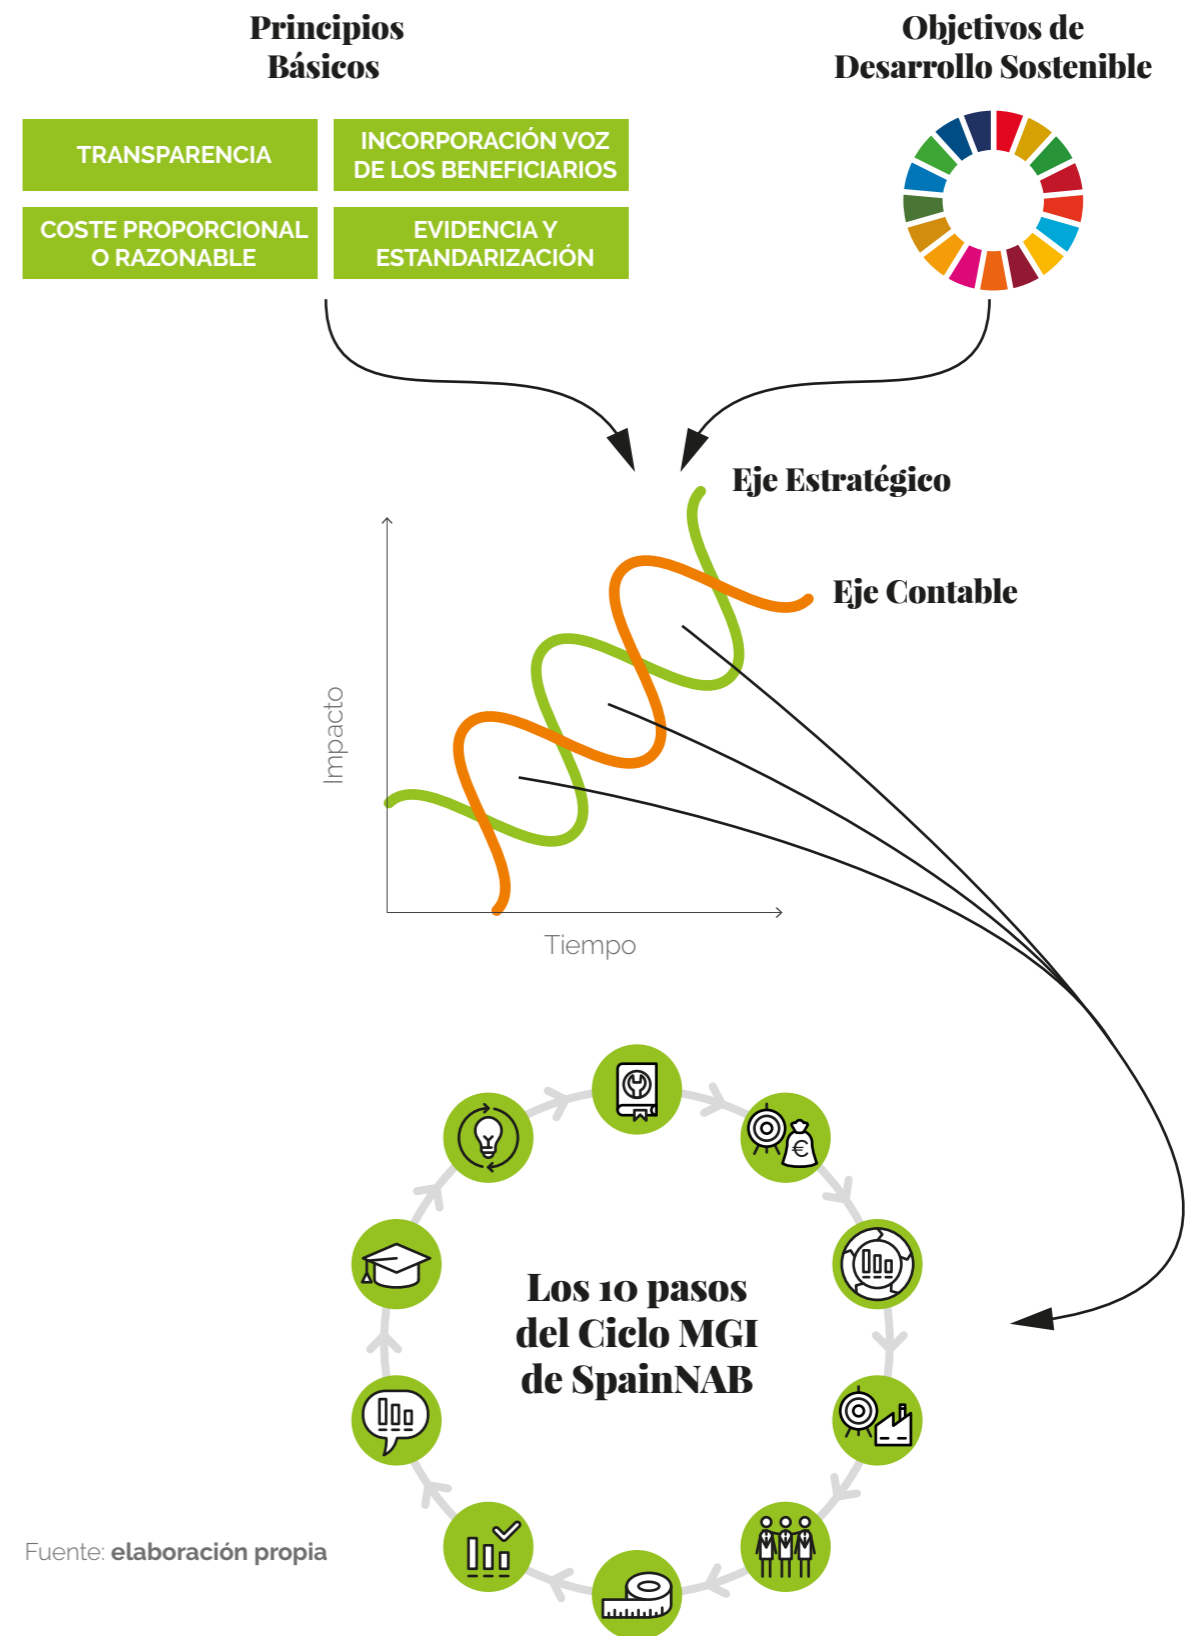 Principios
Básicos
Objetivos de
Desarrollo Sostenible
TRANSPARENCIA
INCORPORACIÓN VOZ
DE LOS BENEFICIARIOS
COSTE PROPORCIONAL
O RAZONABLE
EVIDENCIA Y
ESTANDARIZACIÓN
Eje Estratégico
Eje Contable
Impacto
Tiempo
€
Los 10 pasos
del Ciclo MGI
de SpainNAB
Fuente: elaboración propia